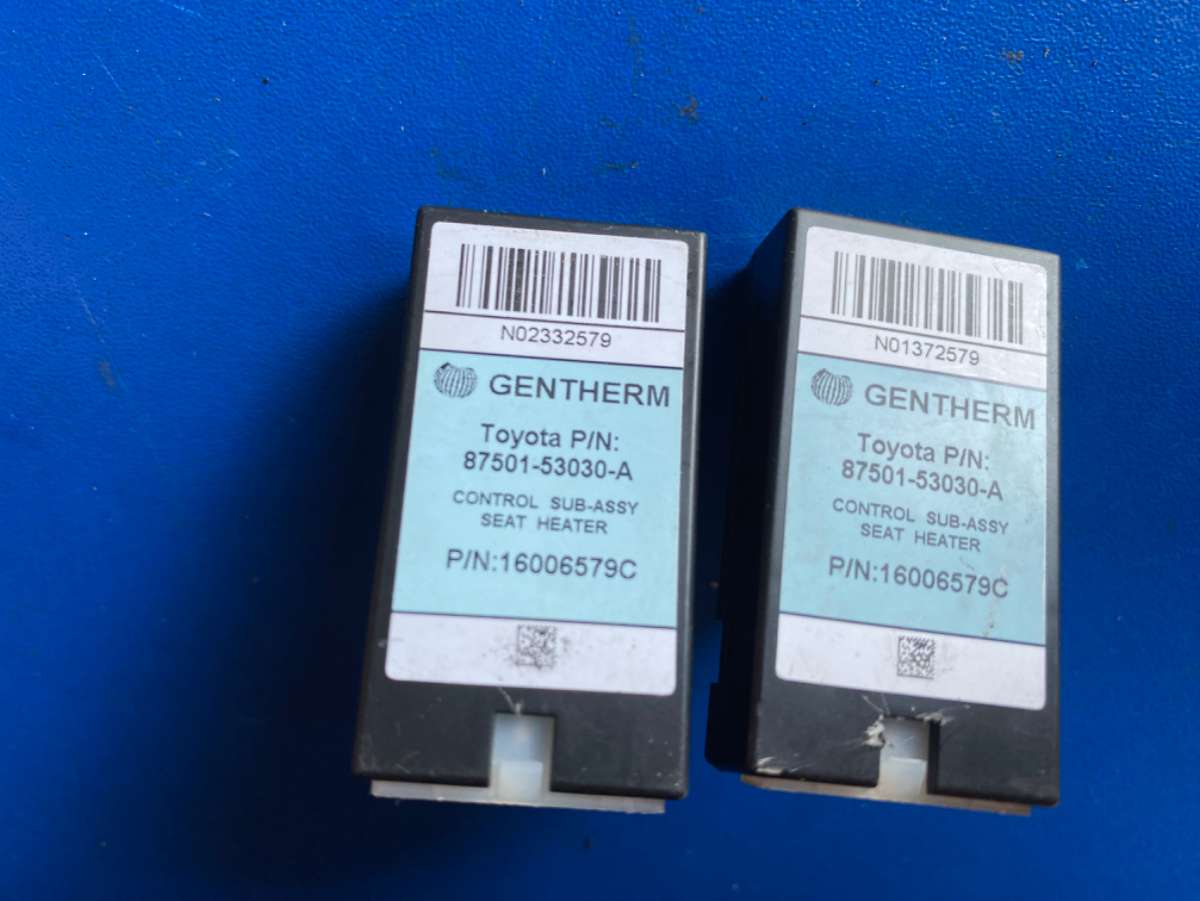 N02332579
GENTHERM
Toyota P/N:
87501-53030-A
CONTROL SUB-ASSY
SEAT HEATER
P/N:16006579C
N01372579
GENTHERM
Toyota P/N:
87501-53030-A
CONTROL SUB-ASSY
SEAT HEATER
P/N:16006579C